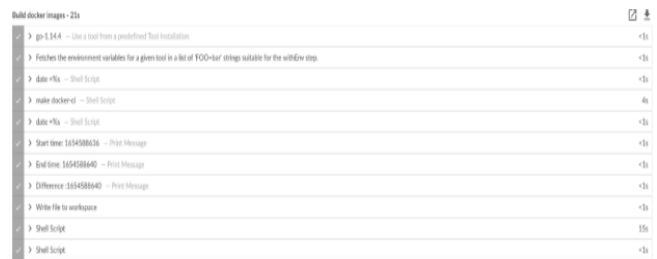 Build docker images - 21s
go-1.14.4 — Use a tool from a predefined Tool Installation <1s
Fetches the environment variables for a given tool in a list of 'FOO=bar' strings suitable for the withEnv step. <1s
date +%s — Shell Script <1s
make docker-ci — Shell Script 4s
date +%s — Shell Script <1s
Start time: 1654588636 — Print Message <1s
End time: 1654588640 — Print Message <1s
Difference :1654588640 — Print Message <1s
Write file to workspace <1s
Shell Script 15s
Shell Script <1s